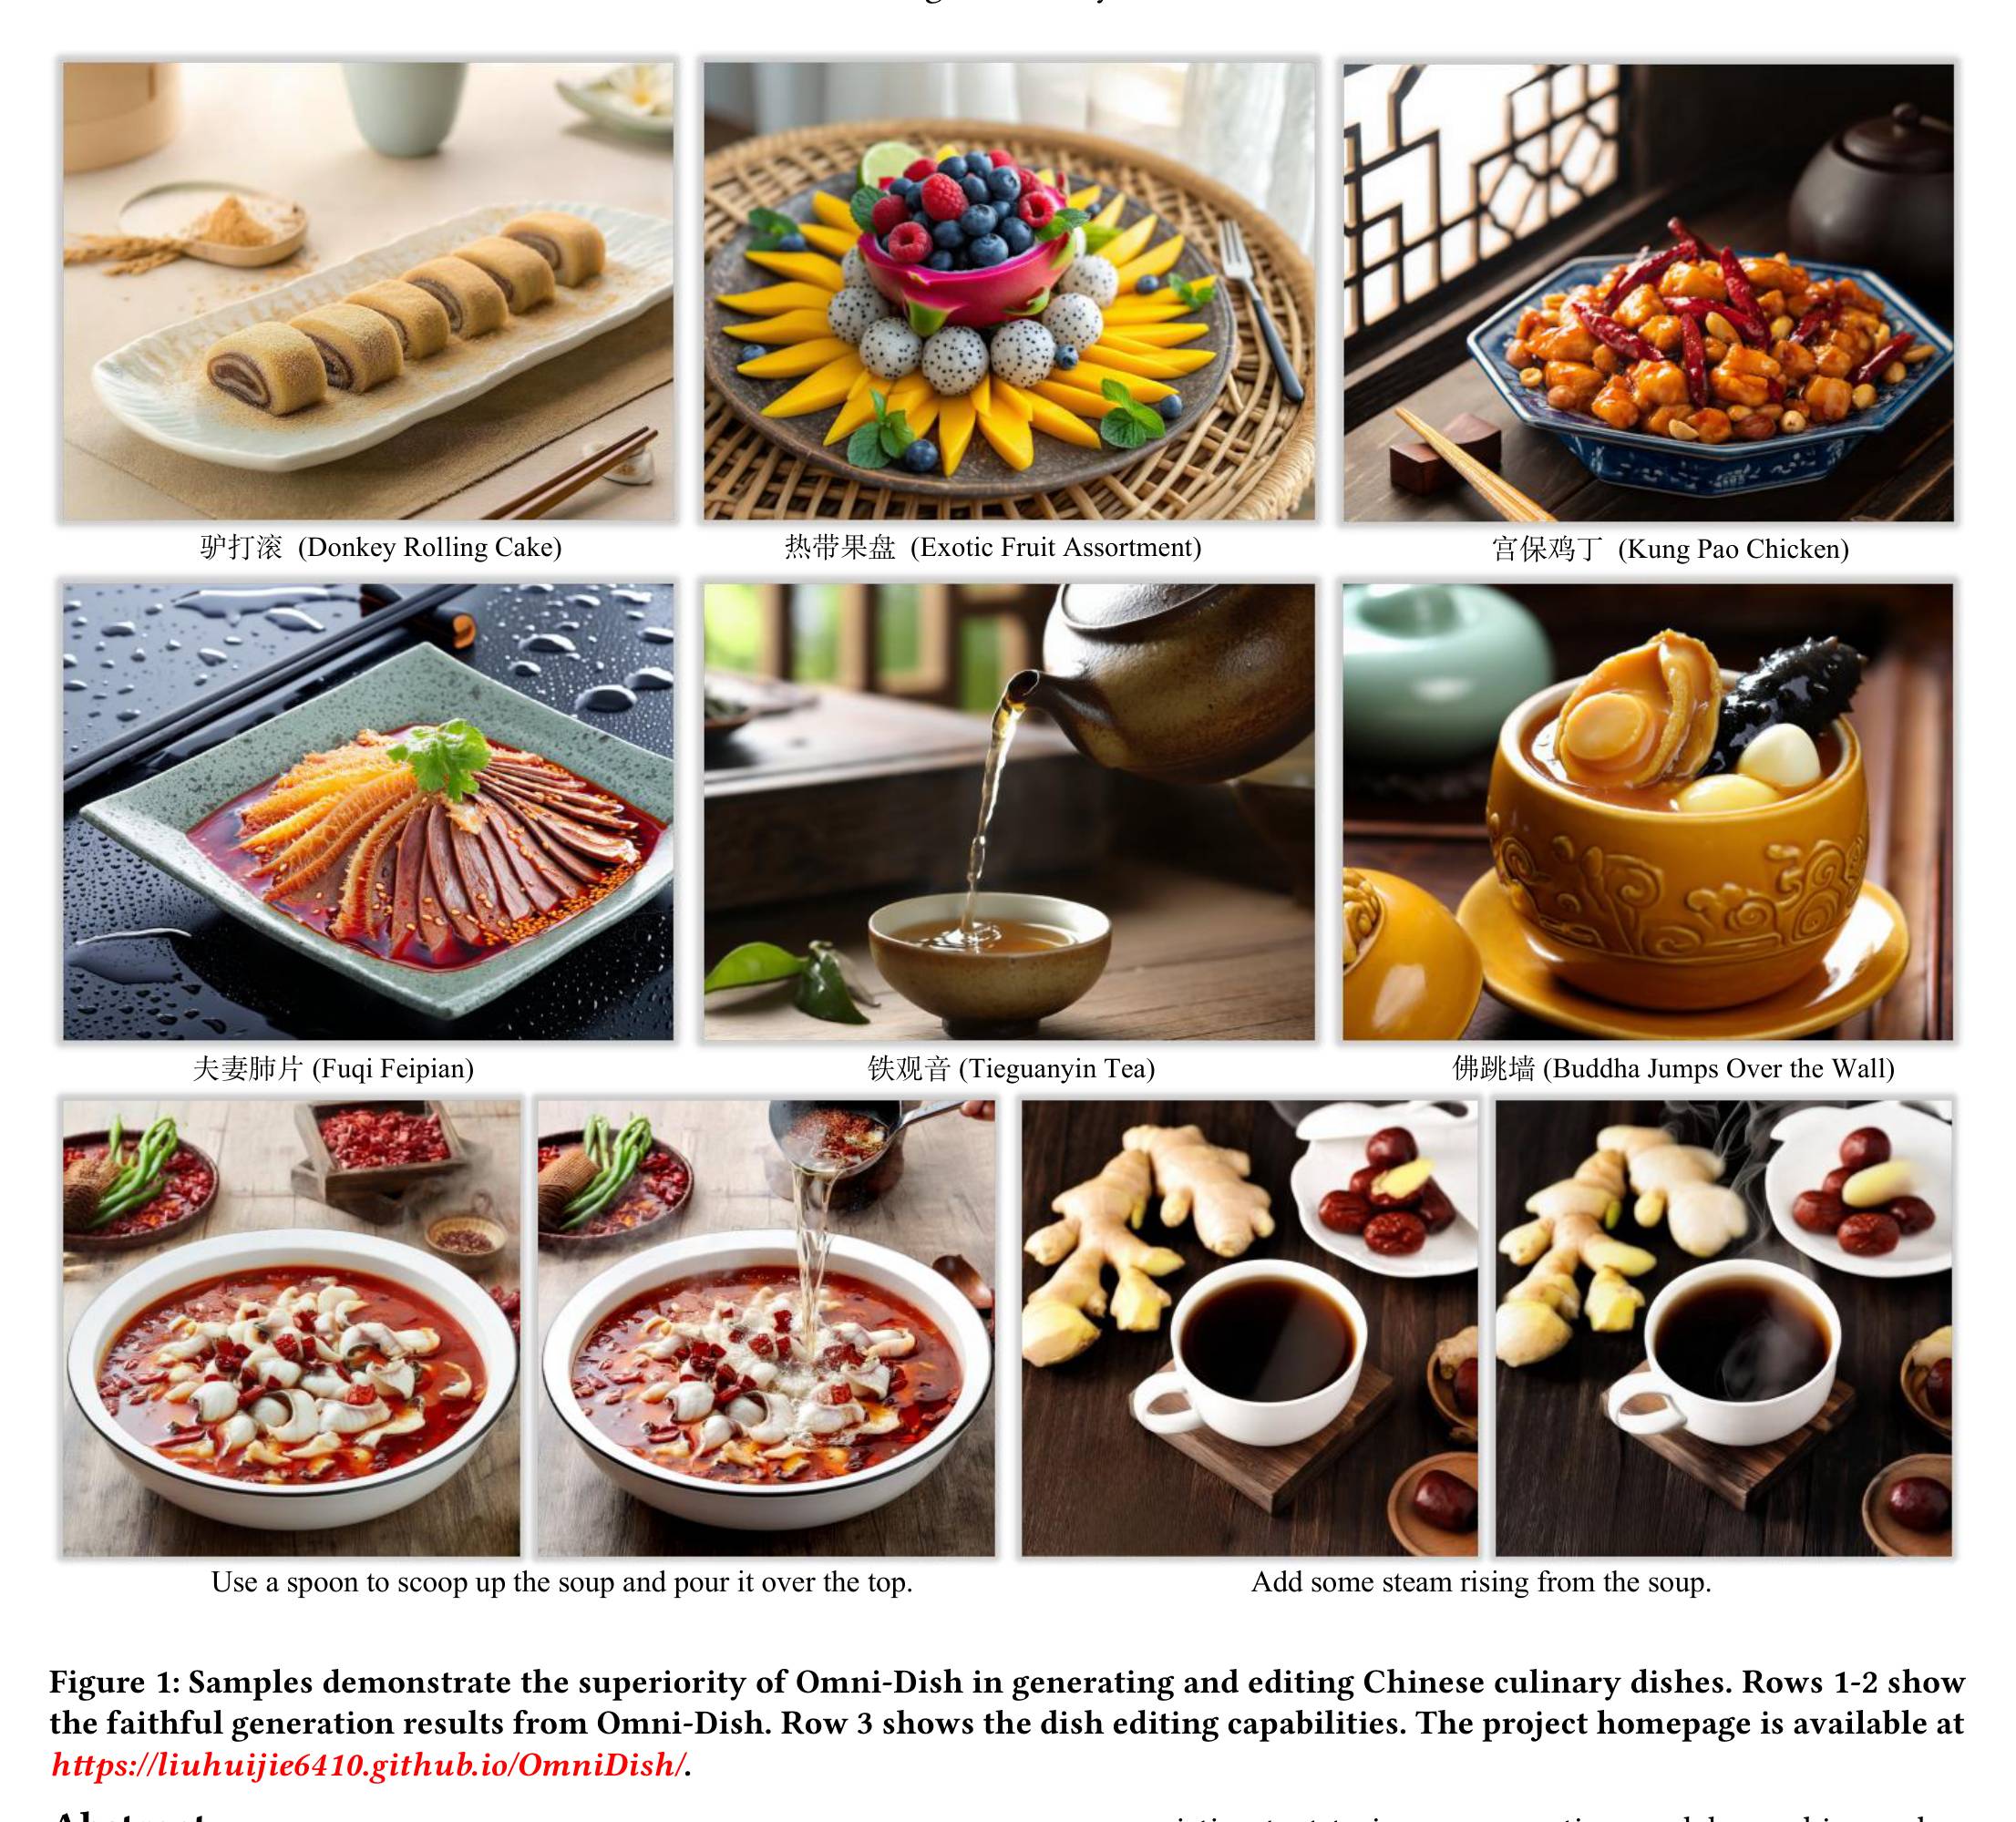 驴打滚 (Donkey Rolling Cake)
热带果盘 (Exotic Fruit Assortment)
宫保鸡丁 (Kung Pao Chicken)
夫妻肺片 (Fuqi Feipian)
铁观音 (Tieguanyin Tea)
佛跳墙 (Buddha Jumps Over the Wall)
Use a spoon to scoop up the soup and pour it over the top.
Add some steam rising from the soup.
Figure 1: Samples demonstrate the superiority of Omni-Dish in generating and editing Chinese culinary dishes. Rows 1-2 show
the faithful generation results from Omni-Dish. Row 3 shows the dish editing capabilities. The project homepage is available at
https://liuhuijie6410.github.io/OmniDish/.